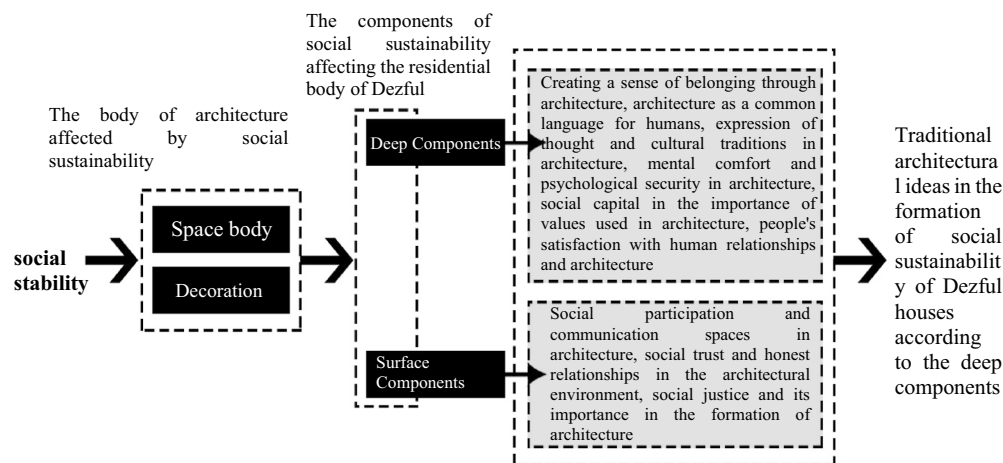 The body of architecture
affected by social
sustainability
social
stability
Space body
Decoration
The components of
social sustainability
affecting the residential
body of Dezful
Deep Components
Surface
Components
Creating a sense of belonging through
architecture, architecture as a common
language for humans, expression of
thought and cultural traditions in
architecture, mental comfort and
psychological security in architecture,
social capital in the importance of
values used in architecture, people's
satisfaction with human relationships
and architecture
Social participation and
communication spaces in
architecture, social trust and honest
relationships in the architectural
environment, social justice and its
importance in the formation of
architecture
Traditional
architectura
l ideas in the
formation
of social
sustainabilit
y of Dezful
houses
according
to the deep
components